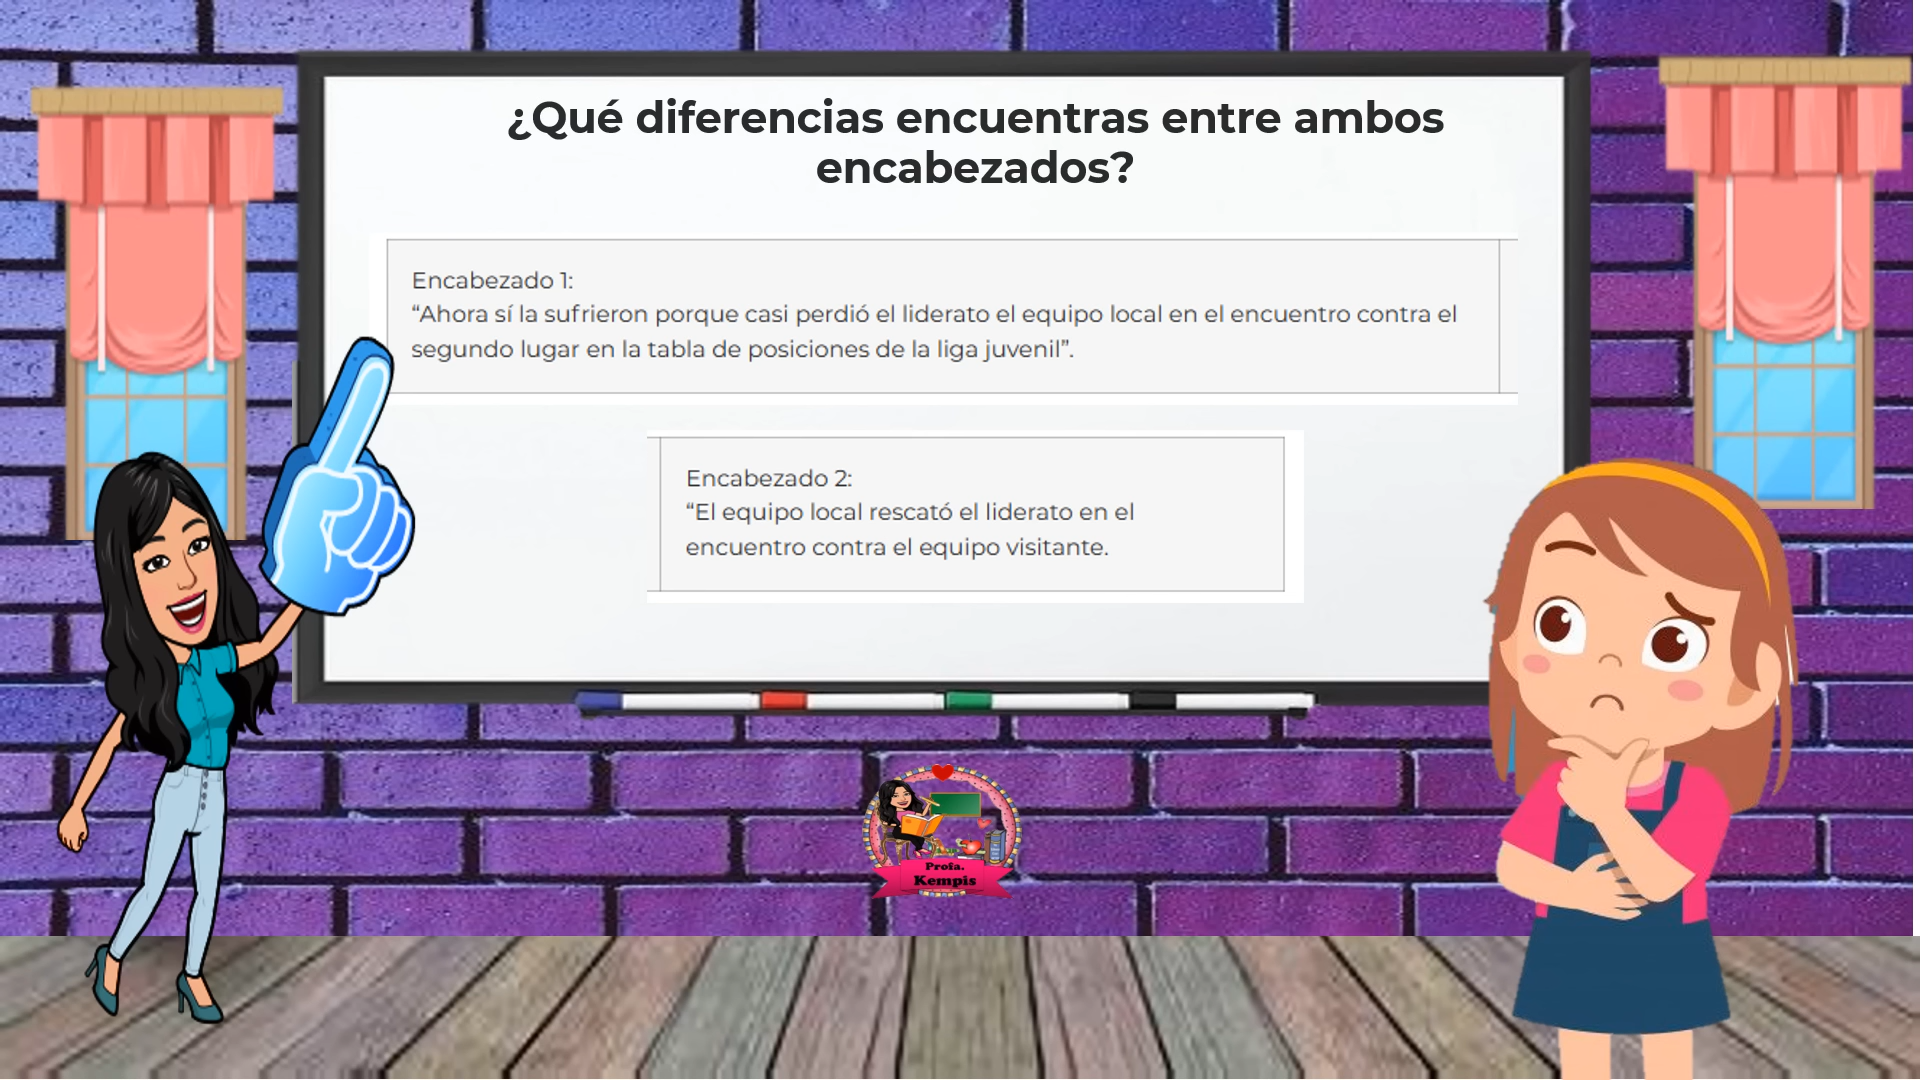 ¿Qué diferencias encuentras entre ambos
encabezados?
Encabezado 1:
“Ahora sí la sufrieron porque casi perdió el liderato el equipo local en el encuentro contra el
segundo lugar en la tabla de posiciones de la liga juvenil”.
Encabezado 2:
“El equipo local rescató el liderato en el
encuentro contra el equipo visitante.
Profa.
Kempis